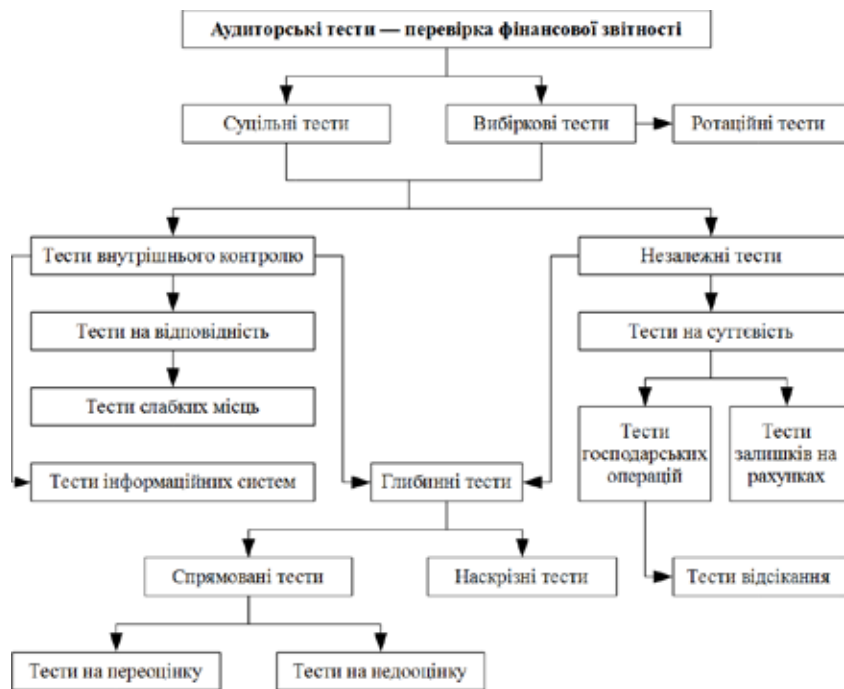 Аудиторські тести — перевірка фінансової звітності
Суцільні тести
Вибіркові тести
Ротаційні тести
Тести внутрішнього контролю
Незалежні тести
Тести на відповідність
Тести на суттєвість
Тести слабких місць
Тести
господарських
операцій
Тести
залишків на
рахунках
Тести інформаційних систем
Глибинні тести
Спрямовані тести
Наскрізні тести
Тести відсікання
Тести на переоцінку
Тести на недооцінку